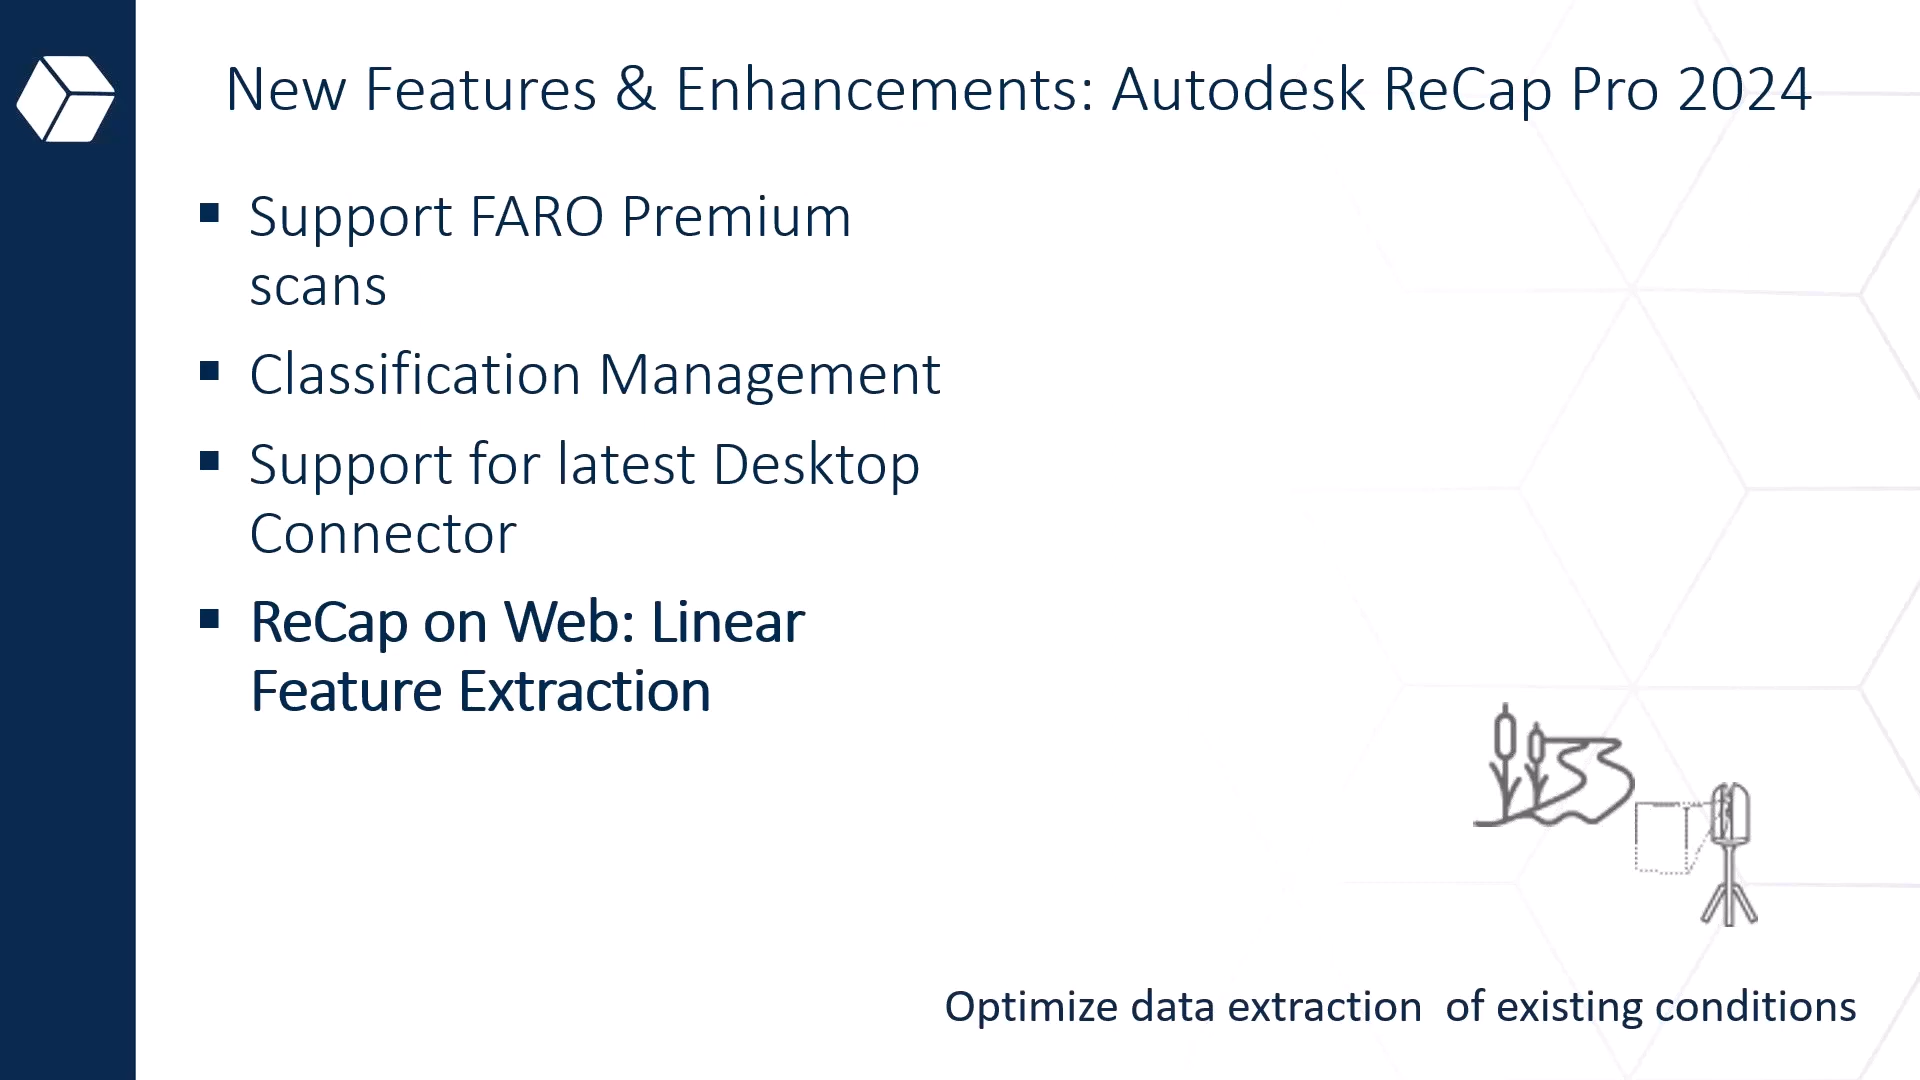 New Features & Enhancements: Autodesk ReCap Pro 2024
▪ Support FARO Premium
scans
▪ Classification Management
▪ Support for latest Desktop
Connector
▪ ReCap on Web: Linear
Feature Extraction
Optimize data extraction  of existing conditions